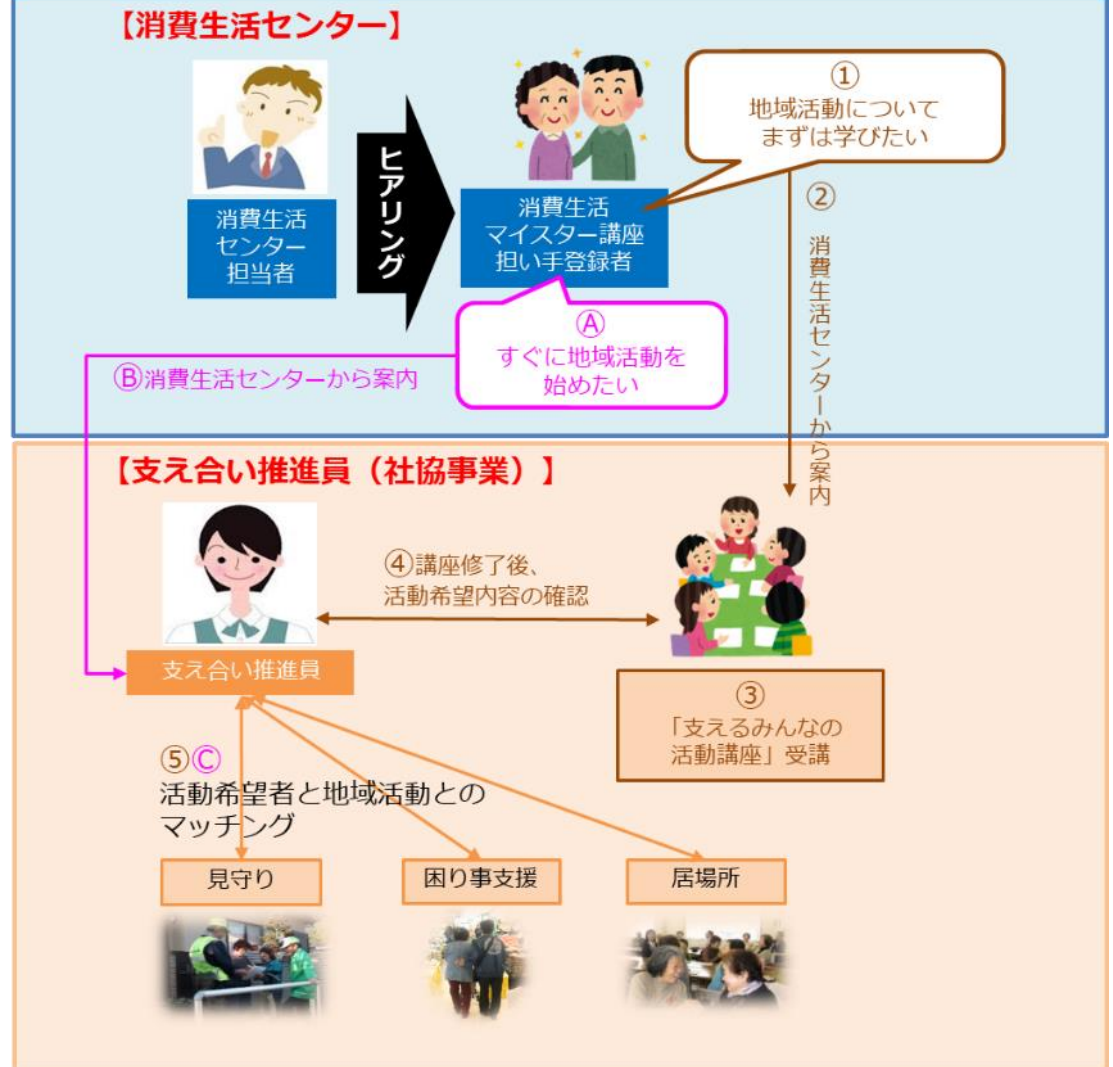 【消費生活センター】
①
地域活動について
まずは学びたい
消費生活
センター
担当者
ヒアリング
消費生活
マイスター講座
担い手登録者
② 消費生活センターから案内
Ⓐ
すぐに地域活動を
始めたい
Ⓑ消費生活センターから案内
【支え合い推進員（社協事業）】
④講座修了後、
活動希望内容の確認
支え合い推進員
③
「支えるみんなの
活動講座」受講
⑤Ⓒ
活動希望者と地域活動との
マッチング
見守り
困り事支援
居場所